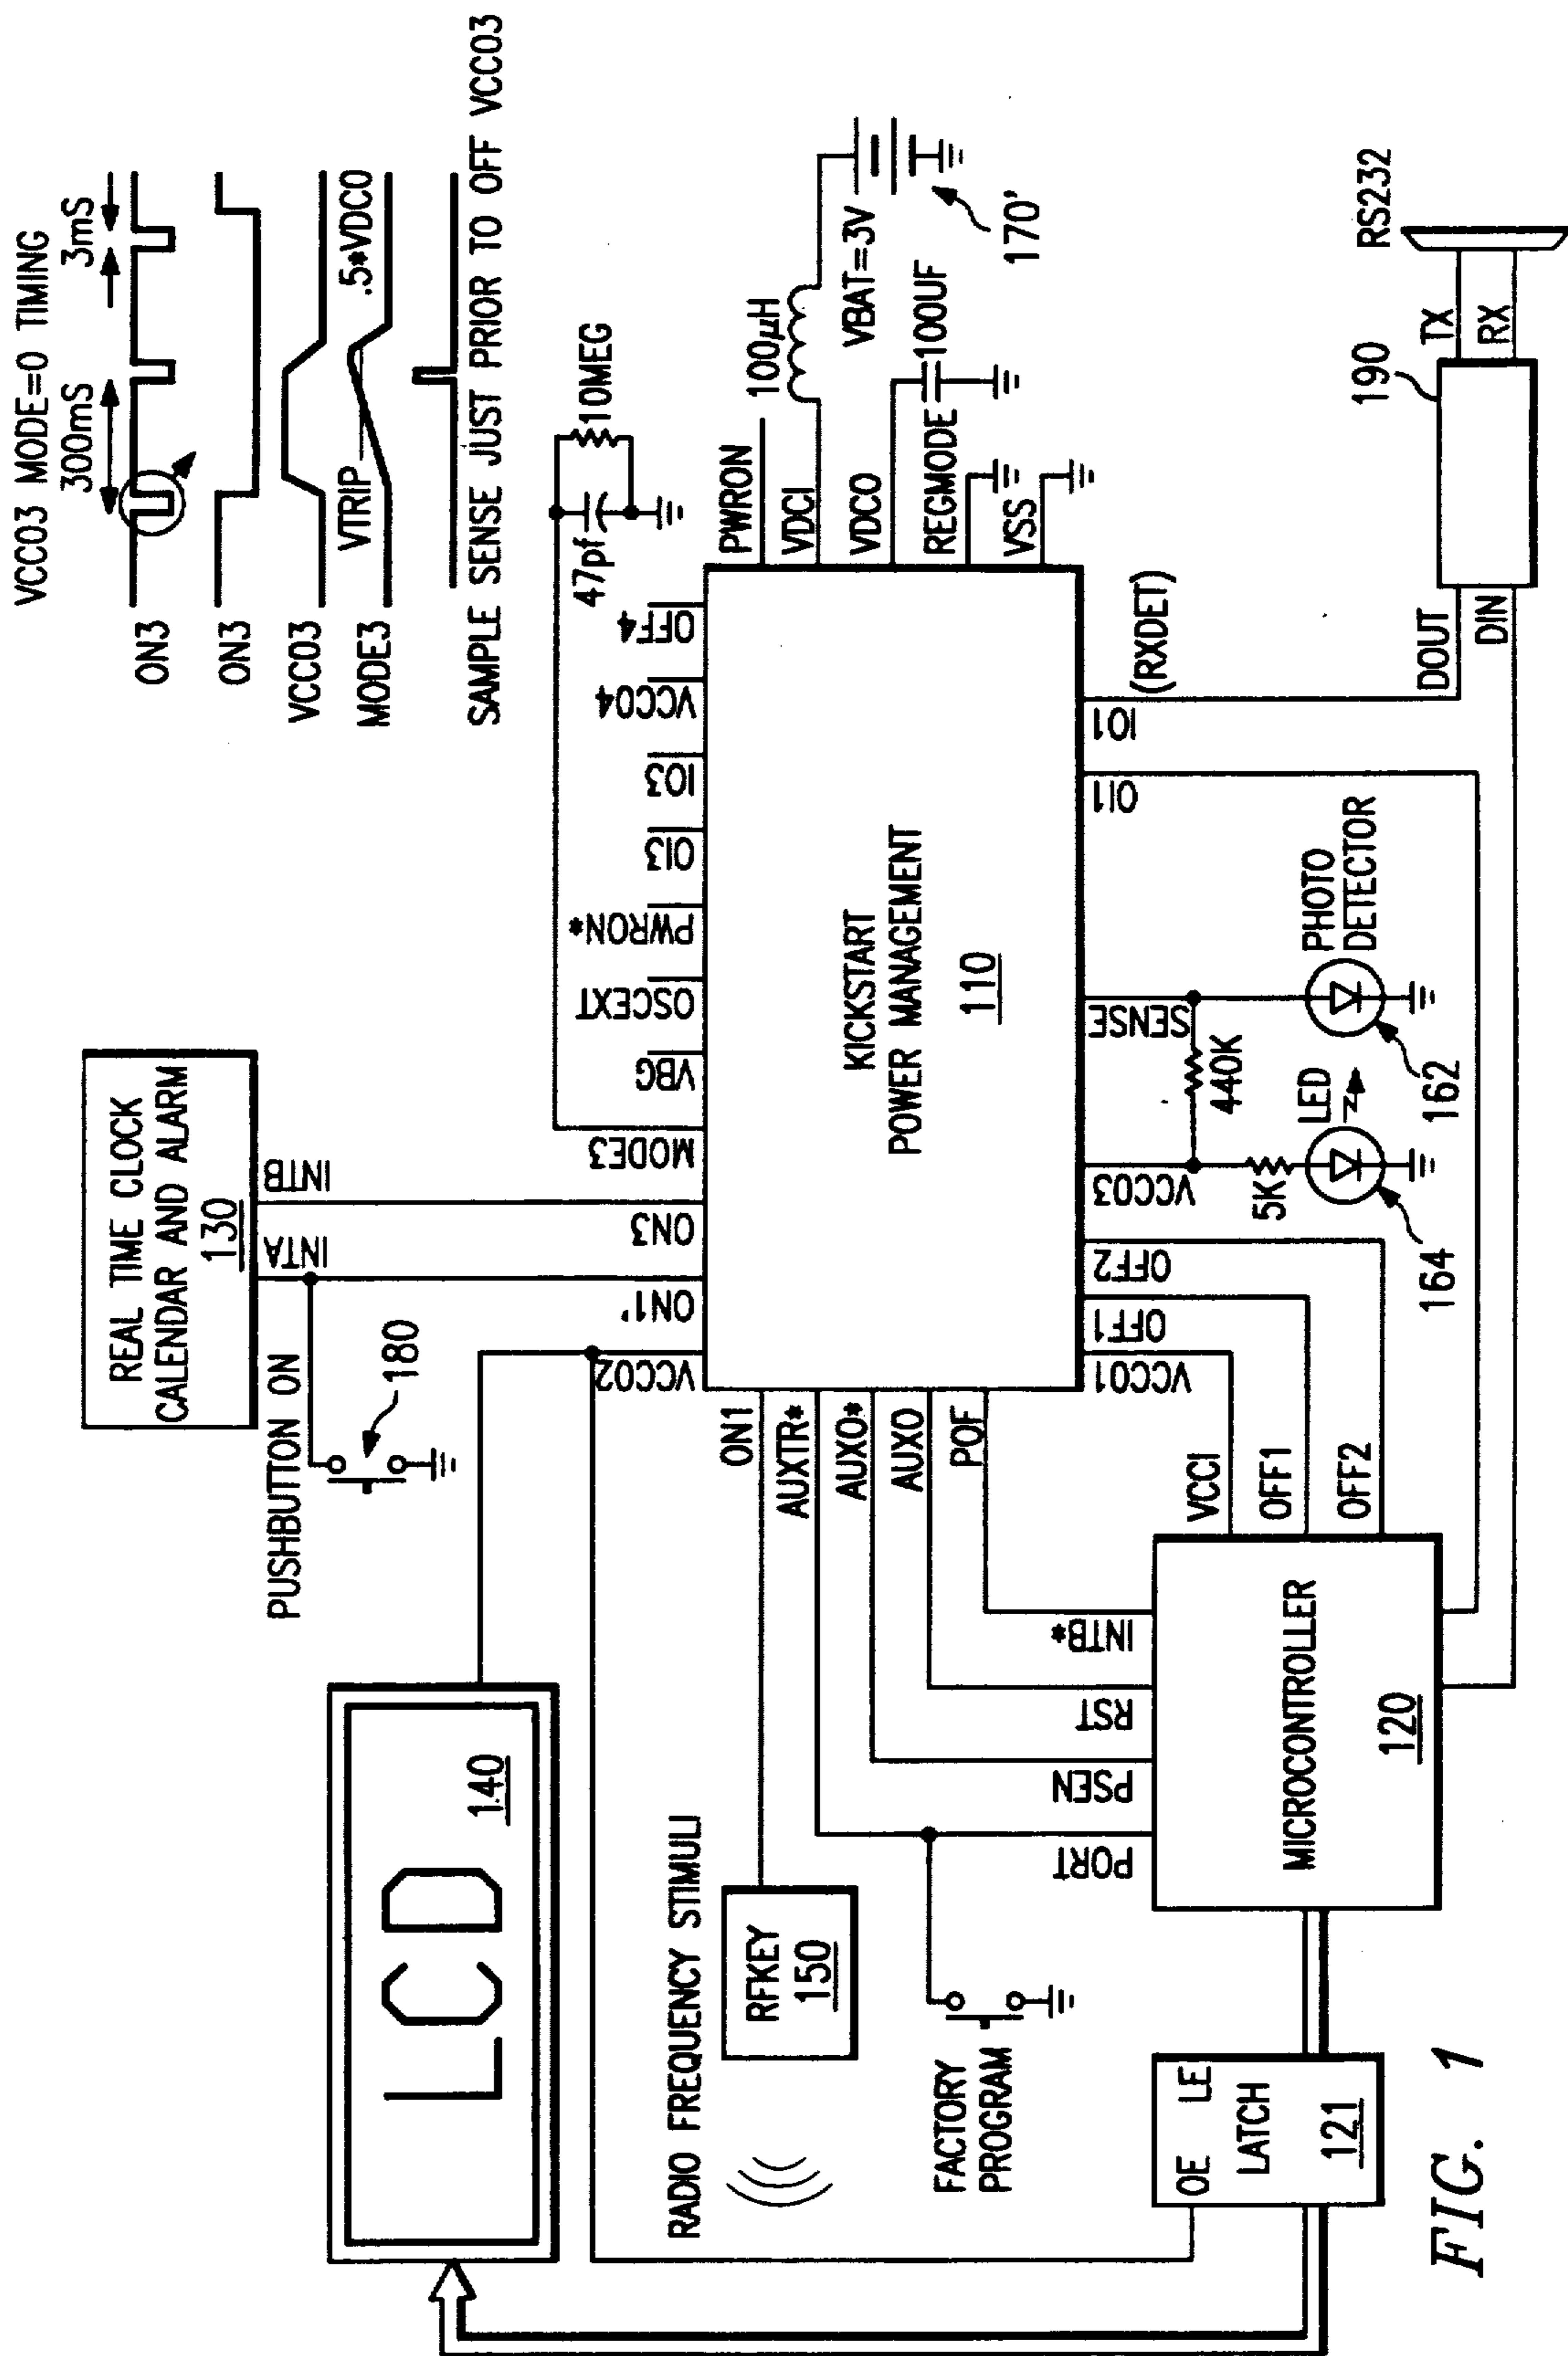 VCC03 MODE=0 TIMING
300mS
3mS
ON3
ON3
VCC03
VTRIP
.5*VDCO
MODE3
SAMPLE SENSE JUST PRIOR TO OFF VCC03
REAL TIME CLOCK
CALENDAR AND ALARM
130
INTA
INTB
PUSHBUTTON ON
180
LCD
140
47pf
10MEG
VCC02
ON1'
ON3
MODE3
VBG
OSCEXT
PWRON*
OI3
IO3
VCC04
OFF4
RADIO FREQUENCY STIMULI
RFKEY
150
ON1
AUXTR*
AUXO*
AUXO
POF
KICKSTART
POWER MANAGEMENT
110
PWRON
VDCI
VDCO
REGMODE
VSS
100µH
VBAT=3V
100UF
170'
VCC01
OFF1
OFF2
VCC03
SENSE
OI1
IO1
(RXDET)
FACTORY
PROGRAM
PORT
PSEN
RST
INTB*
VCCI
OFF1
OFF2
MICROCONTROLLER
120
OE LE
LATCH
121
5K
440K
LED
164
PHOTO
DETECTOR
162
DOUT
DIN
190
TX
RX
RS232
FIG. 1